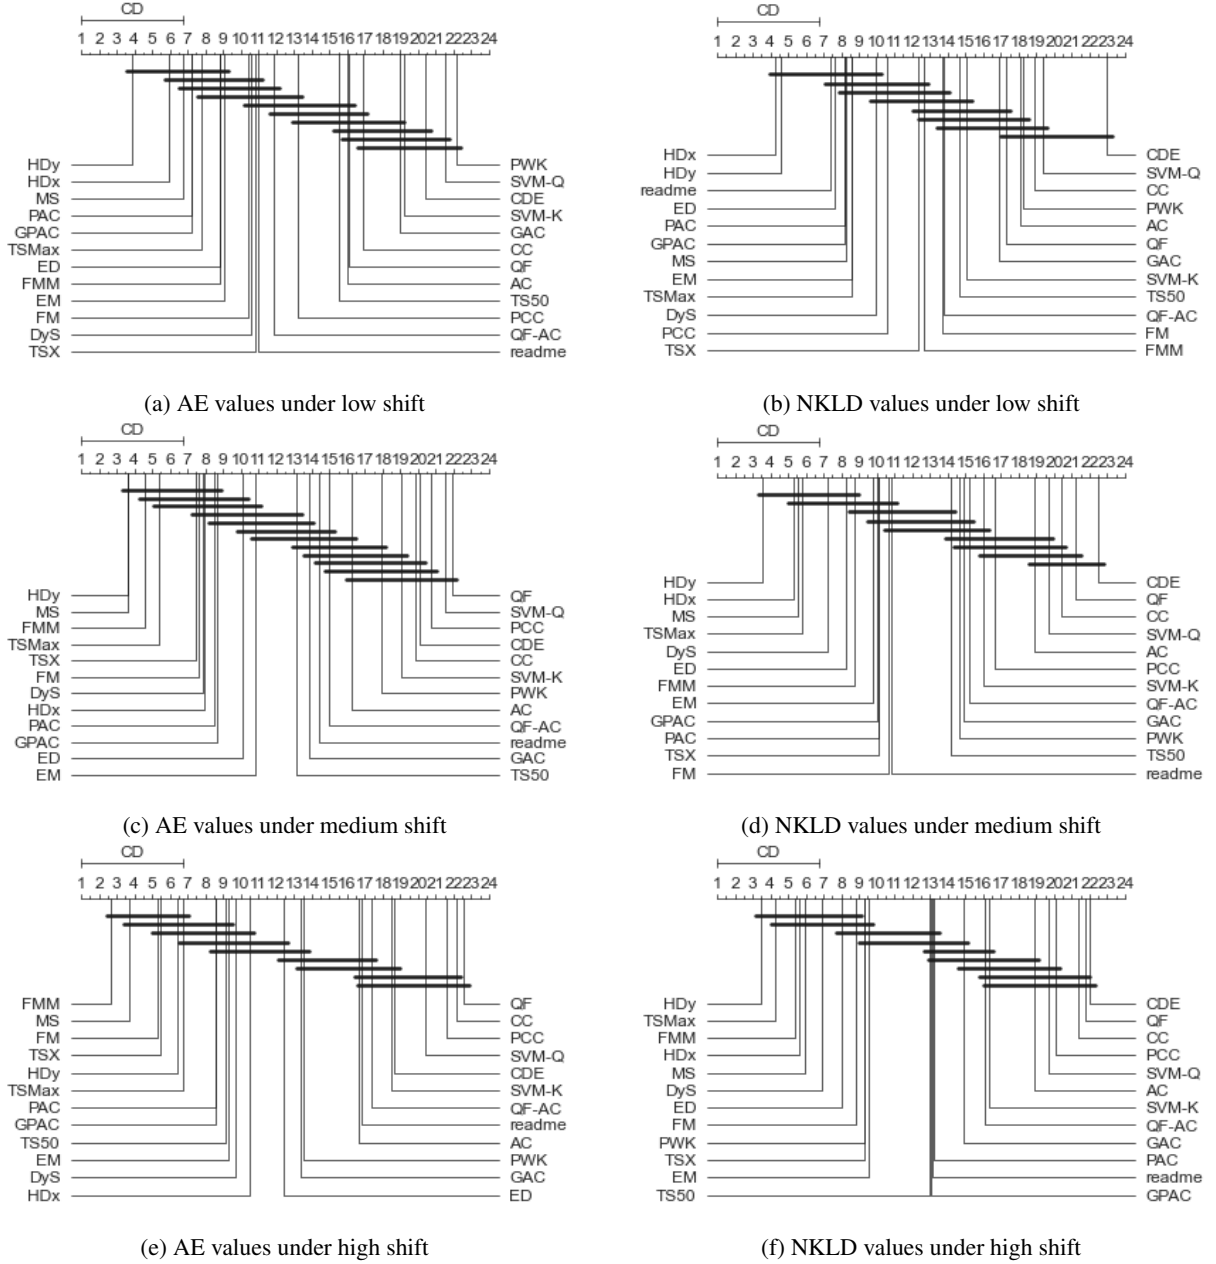 CD
1 2 3 4 5 6 7 8 9 10 11 12 13 14 15 16 17 18 19 20 21 22 23 24
HDy PWK
HDx SVM-Q
MS CDE
PAC SVM-K
GPAC GAC
TSMax CC
ED QF
FMM AC
EM TS50
FM PCC
DyS QF-AC
TSX readme
(a) AE values under low shift
CD
1 2 3 4 5 6 7 8 9 10 11 12 13 14 15 16 17 18 19 20 21 22 23 24
HDx CDE
HDy SVM-Q
readme CC
ED PWK
PAC AC
GPAC QF
MS GAC
EM SVM-K
TSMax TS50
DyS QF-AC
PCC FM
TSX FMM
(b) NKLD values under low shift
CD
1 2 3 4 5 6 7 8 9 10 11 12 13 14 15 16 17 18 19 20 21 22 23 24
HDy QF
MS SVM-Q
FMM PCC
TSMax CDE
TSX CC
FM SVM-K
DyS PWK
HDx AC
PAC QF-AC
GPAC readme
ED GAC
EM TS50
(c) AE values under medium shift
CD
1 2 3 4 5 6 7 8 9 10 11 12 13 14 15 16 17 18 19 20 21 22 23 24
HDy CDE
HDx QF
MS CC
TSMax SVM-Q
DyS AC
ED PCC
FMM SVM-K
EM QF-AC
GPAC GAC
PAC PWK
TSX TS50
FM readme
(d) NKLD values under medium shift
CD
1 2 3 4 5 6 7 8 9 10 11 12 13 14 15 16 17 18 19 20 21 22 23 24
FMM QF
MS CC
FM PCC
TSX SVM-Q
HDy CDE
TSMax SVM-K
PAC QF-AC
GPAC readme
TS50 AC
EM PWK
DyS GAC
HDx ED
(e) AE values under high shift
CD
1 2 3 4 5 6 7 8 9 10 11 12 13 14 15 16 17 18 19 20 21 22 23 24
HDy CDE
TSMax QF
FMM CC
HDx PCC
MS SVM-Q
DyS AC
ED SVM-K
FM QF-AC
PWK GAC
TSX PAC
EM readme
TS50 GPAC
(f) NKLD values under high shift